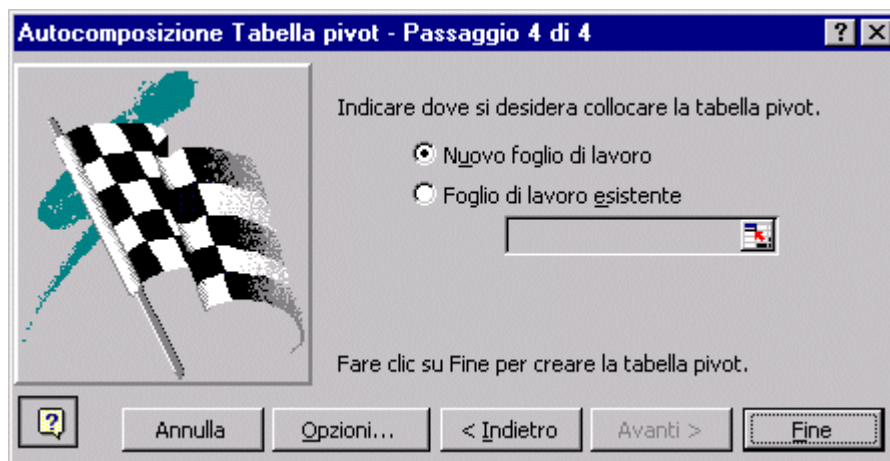 Autocomposizione Tabella pivot - Passaggio 4 di 4
Indicare dove si desidera collocare la tabella pivot.
Nuovo foglio di lavoro
Foglio di lavoro esistente
Fare clic su Fine per creare la tabella pivot.
Annulla
Opzioni...
< Indietro
Avanti >
Fine